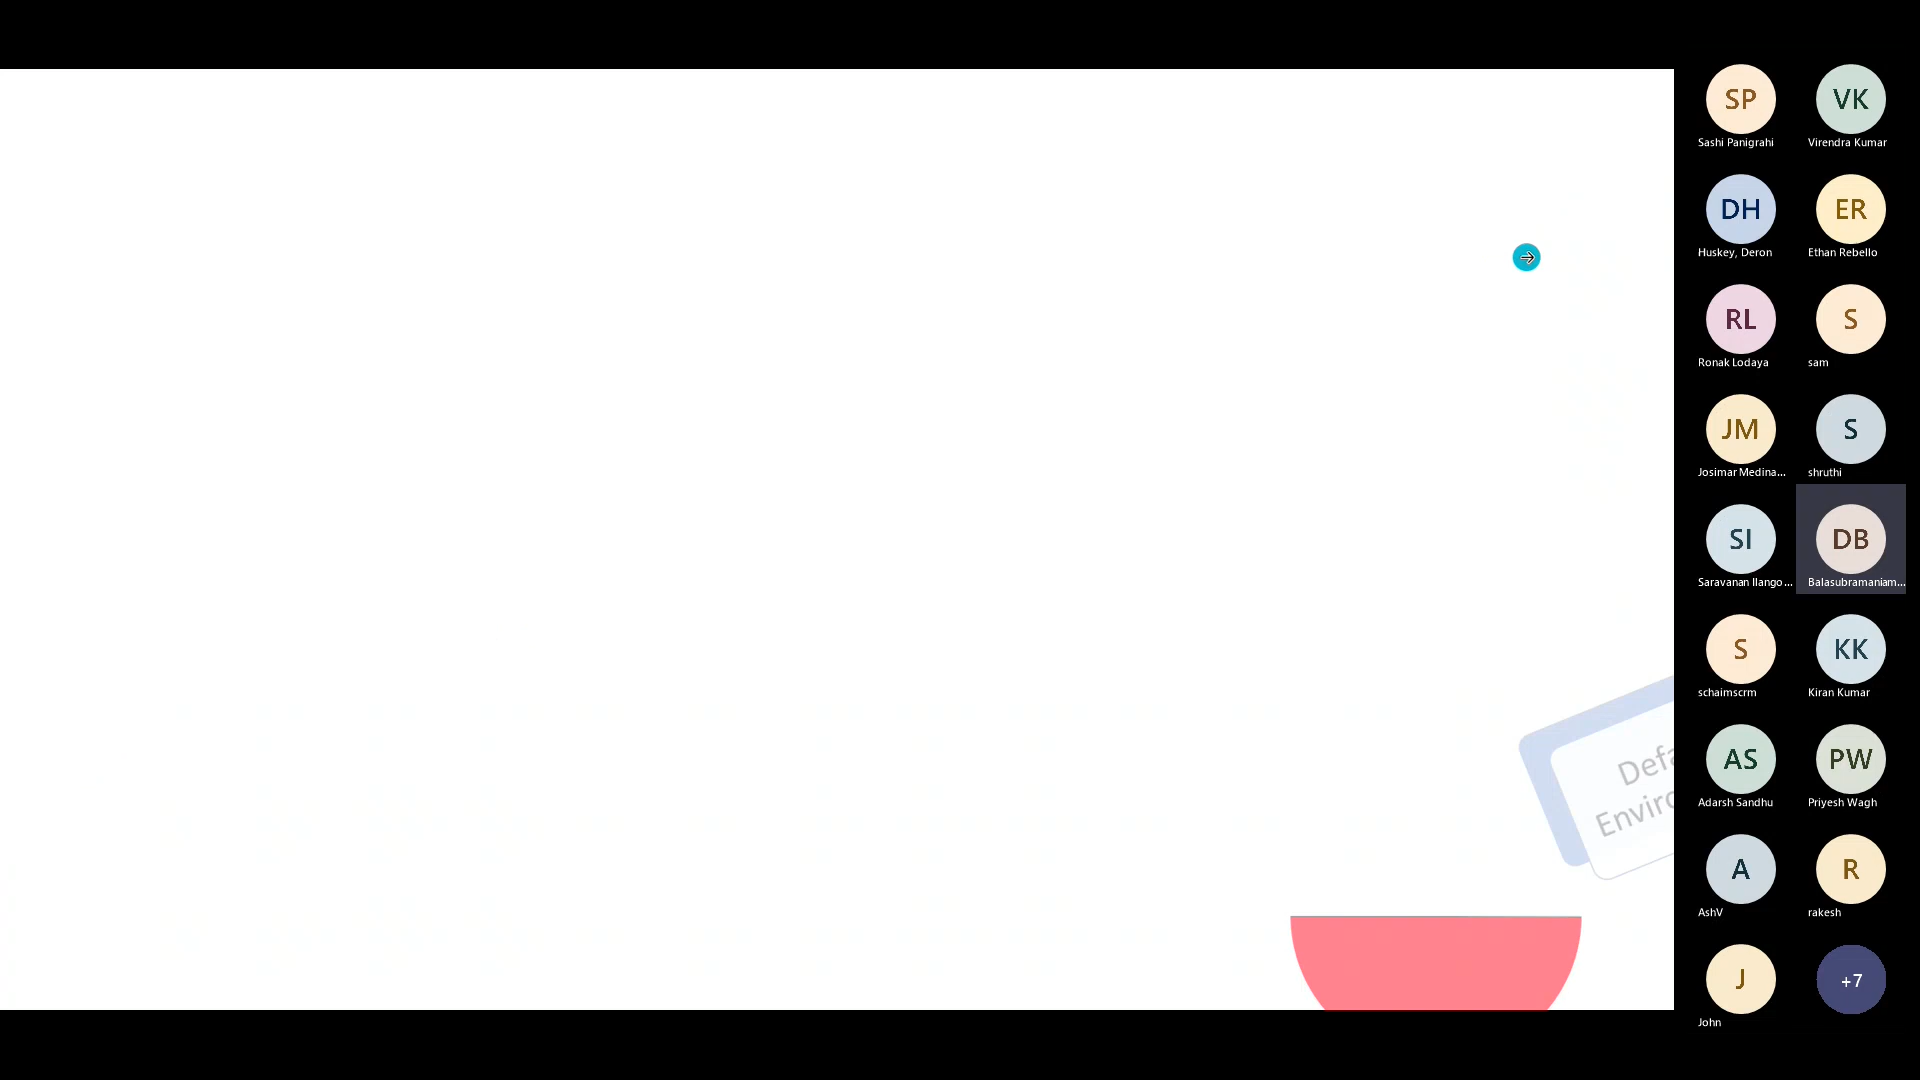 SP
VK
Sashi Panigrahi
Virendra Kumar
DH
ER
Huskey, Deron
Ethan Rebello
RL
S
Ronak Lodaya
sam
JM
S
Josimar Medina...
shruthi
SI
DB
Saravanan Ilango...
Balasubramaniam...
S
KK
schaimscrm
Kiran Kumar
Defa
Enviro
AS
PW
Adarsh Sandhu
Priyesh Wagh
A
R
AshV
rakesh
J
+7
John